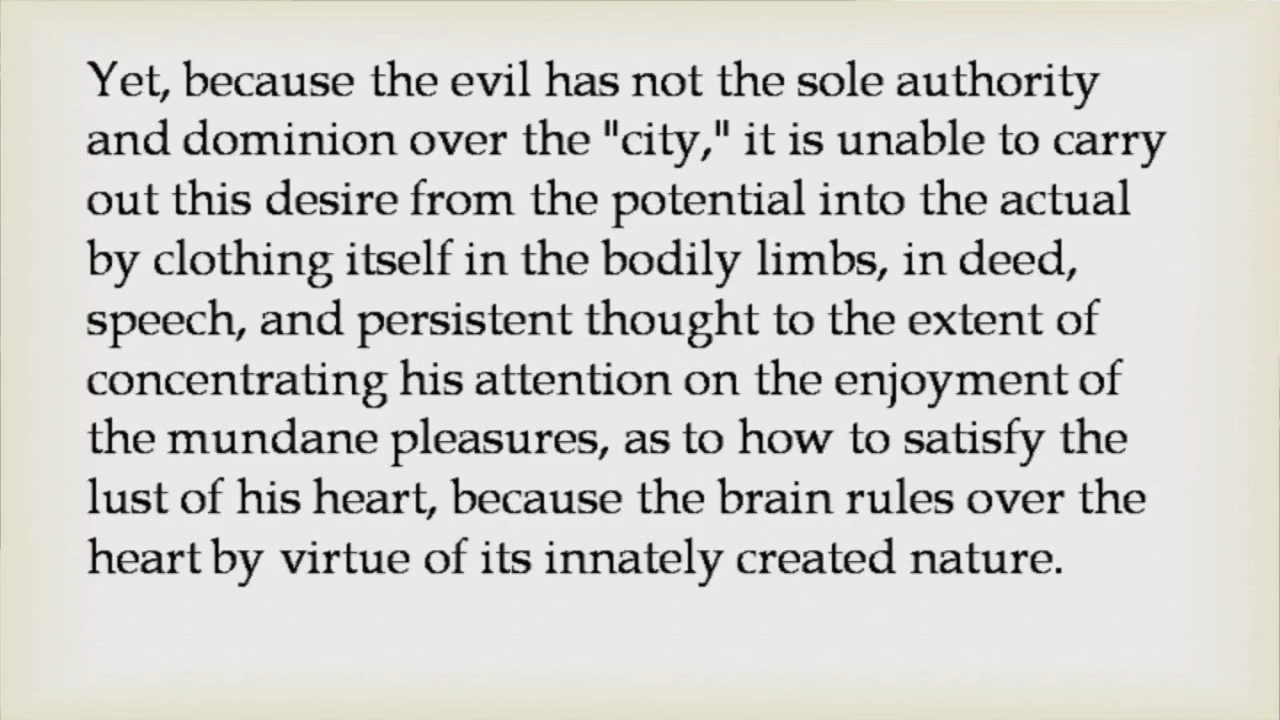 Yet, because the evil has not the sole authority
and dominion over the "city," it is unable to carry
out this desire from the potential into the actual
by clothing itself in the bodily limbs, in deed,
speech, and persistent thought to the extent of
concentrating his attention on the enjoyment of
the mundane pleasures, as to how to satisfy the
lust of his heart, because the brain rules over the
heart by virtue of its innately created nature.